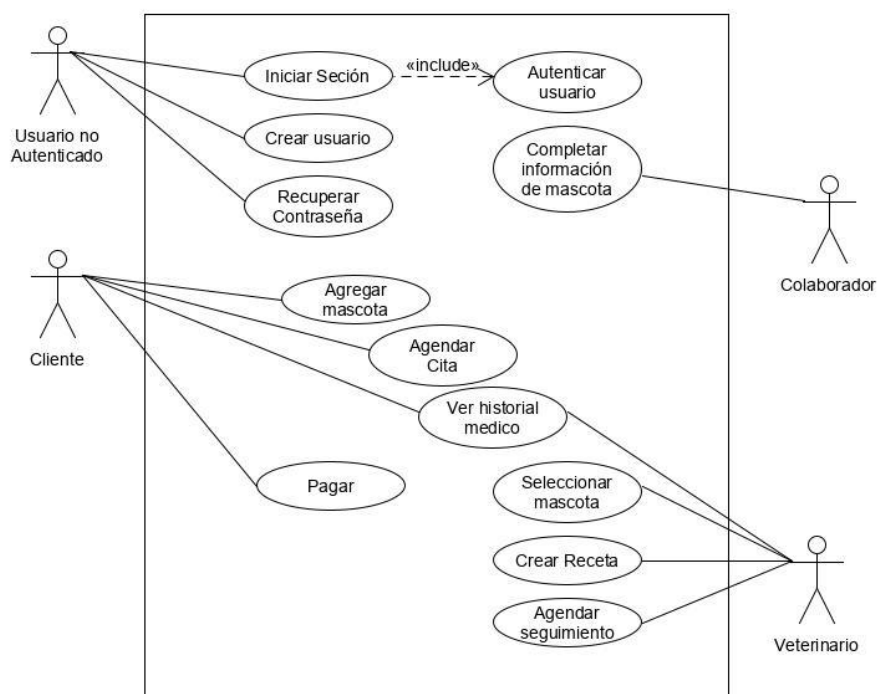 Iniciar Seción
«include»
Autenticar
usuario
Usuario no
Autenticado
Crear usuario
Completar
información
de mascota
Recuperar
Contraseña
Colaborador
Cliente
Agregar
mascota
Agendar
Cita
Ver historial
medico
Pagar
Seleccionar
mascota
Crear Receta
Agendar
seguimiento
Veterinario